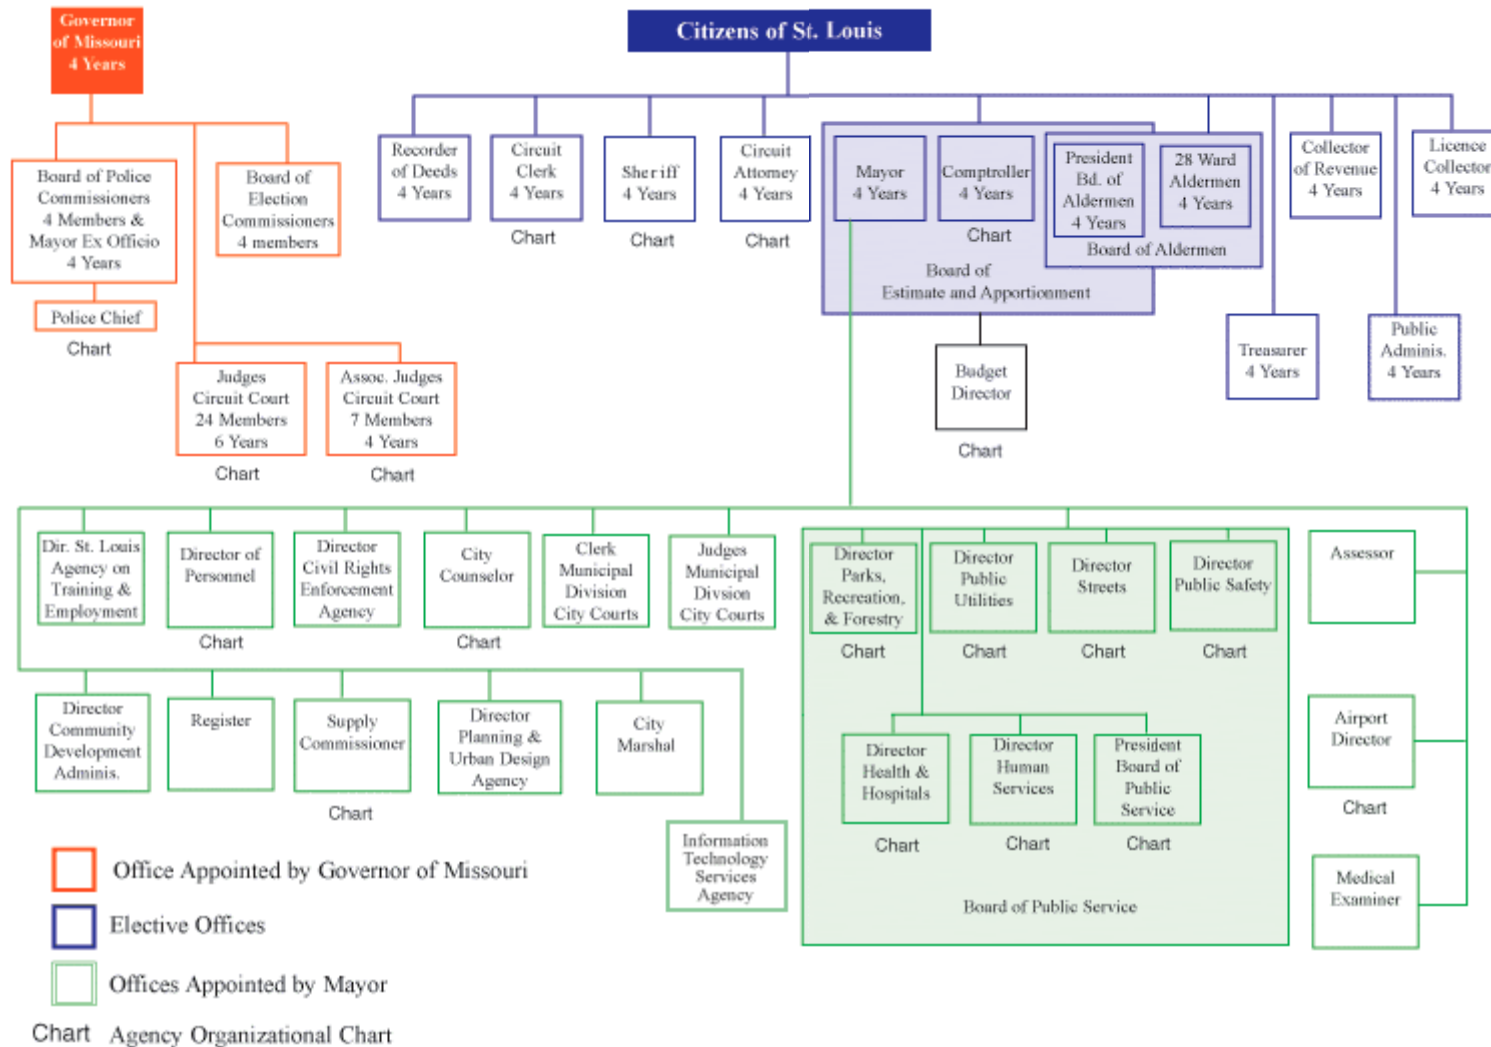 Governor
of Missouri
4 Years
Citizens of St. Louis
Board of Police
Commissioners
4 Members &
Mayor Ex Officio
4 Years
Board of
Election
Commissioners
4 members
Police Chief
Chart
Judges
Circuit Court
24 Members
6 Years
Chart
Assoc. Judges
Circuit Court
7 Members
4 Years
Chart
Recorder
of Deeds
4 Years
Circuit
Clerk
4 Years
Chart
Sheriff
4 Years
Chart
Circuit
Attorney
4 Years
Chart
Mayor
4 Years
Comptroller
4 Years
Chart
President
Bd. of
Aldermen
4 Years
28 Ward
Aldermen
4 Years
Board of Aldermen
Board of
Estimate and Apportionment
Collector
of Revenue
4 Years
Licence
Collector
4 Years
Treasurer
4 Years
Public
Adminis.
4 Years
Budget
Director
Chart
Dir. St. Louis
Agency on
Training &
Employment
Director of
Personnel
Chart
Director
Civil Rights
Enforcement
Agency
City
Counselor
Chart
Clerk
Municipal
Division
City Courts
Judges
Municipal
Divsion
City Courts
Director
Parks,
Recreation,
& Forestry
Chart
Director
Public
Utilities
Chart
Director
Streets
Chart
Director
Public Safety
Chart
Assessor
Director
Community
Development
Adminis.
Register
Supply
Commissioner
Chart
Director
Planning &
Urban Design
Agency
City
Marshal
Information
Technology
Services
Agency
Director
Health &
Hospitals
Chart
Director
Human
Services
Chart
President
Board of
Public
Service
Chart
Board of Public Service
Airport
Director
Chart
Medical
Examiner
Office Appointed by Governor of Missouri
Elective Offices
Offices Appointed by Mayor
Chart Agency Organizational Chart